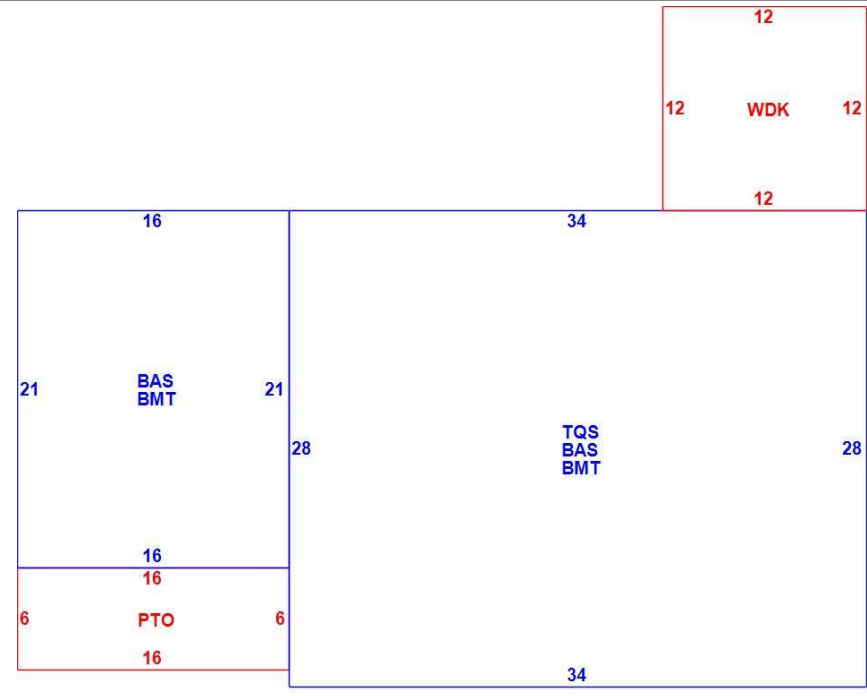 12
12 WDK 12
12
16 34
BAS
21 21
BMT
TQS
28 BAS 28
BMT
16
16
6 PTO 6
16
34